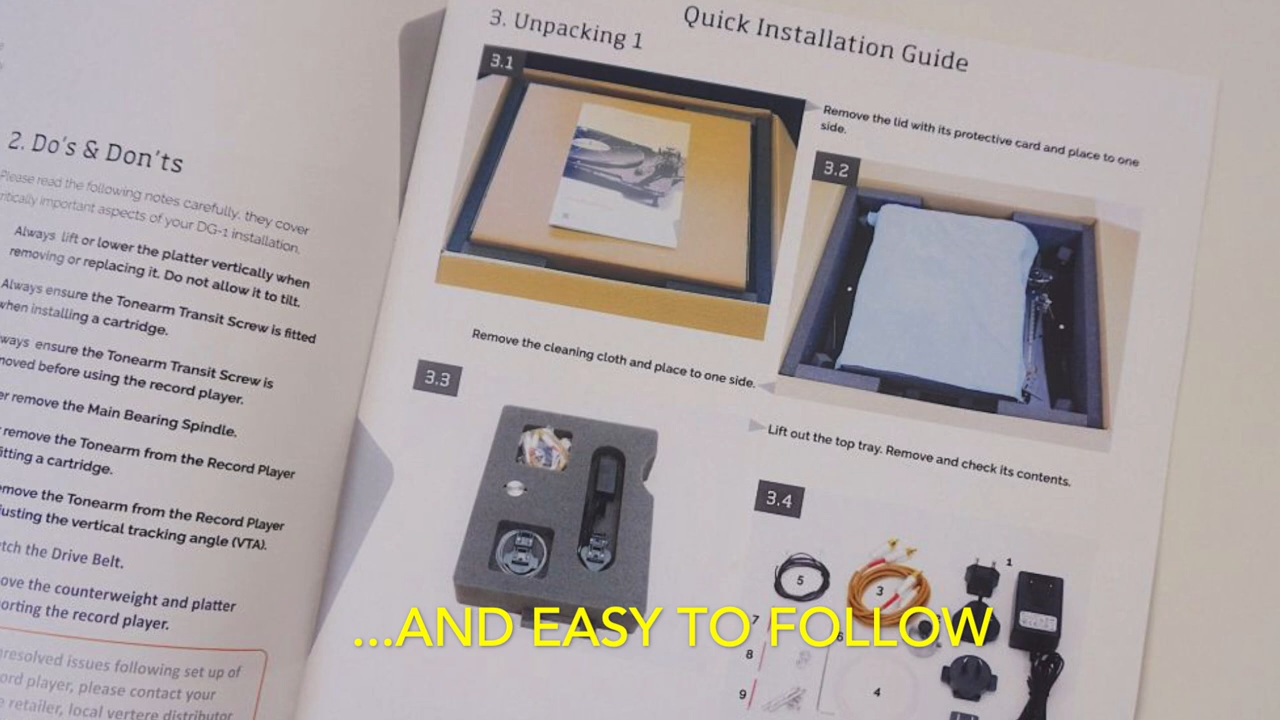 2. Do's & Don'ts
Please read the following notes carefully, they cover
critically important aspects of your DG-1 installation.
Always lift or lower the platter vertically when
removing or replacing it. Do not allow it to tilt.
Always ensure the Tonearm Transit Screw is fitted
when installing a cartridge.
ways ensure the Tonearm Transit Screw is
moved before using the record player.
er remove the Main Bearing Spindle.
remove the Tonearm from the Record Player
itting a cartridge.
emove the Tonearm from the Record Player
justing the vertical tracking angle (VTA).
etch the Drive Belt.
ove the counterweight and platter
orting the record player.
nresolved issues following set up of
ord player, please contact your
e retailer, local vertere distributor
Quick Installation Guide
3. Unpacking 1
3.1
Remove the lid with its protective card and place to one
side.
3.2
Remove the cleaning cloth and place to one side.
3.3
Lift out the top tray. Remove and check its contents.
3.4
1
5
3
7
6
8
4
9
...AND EASY TO FOLLOW